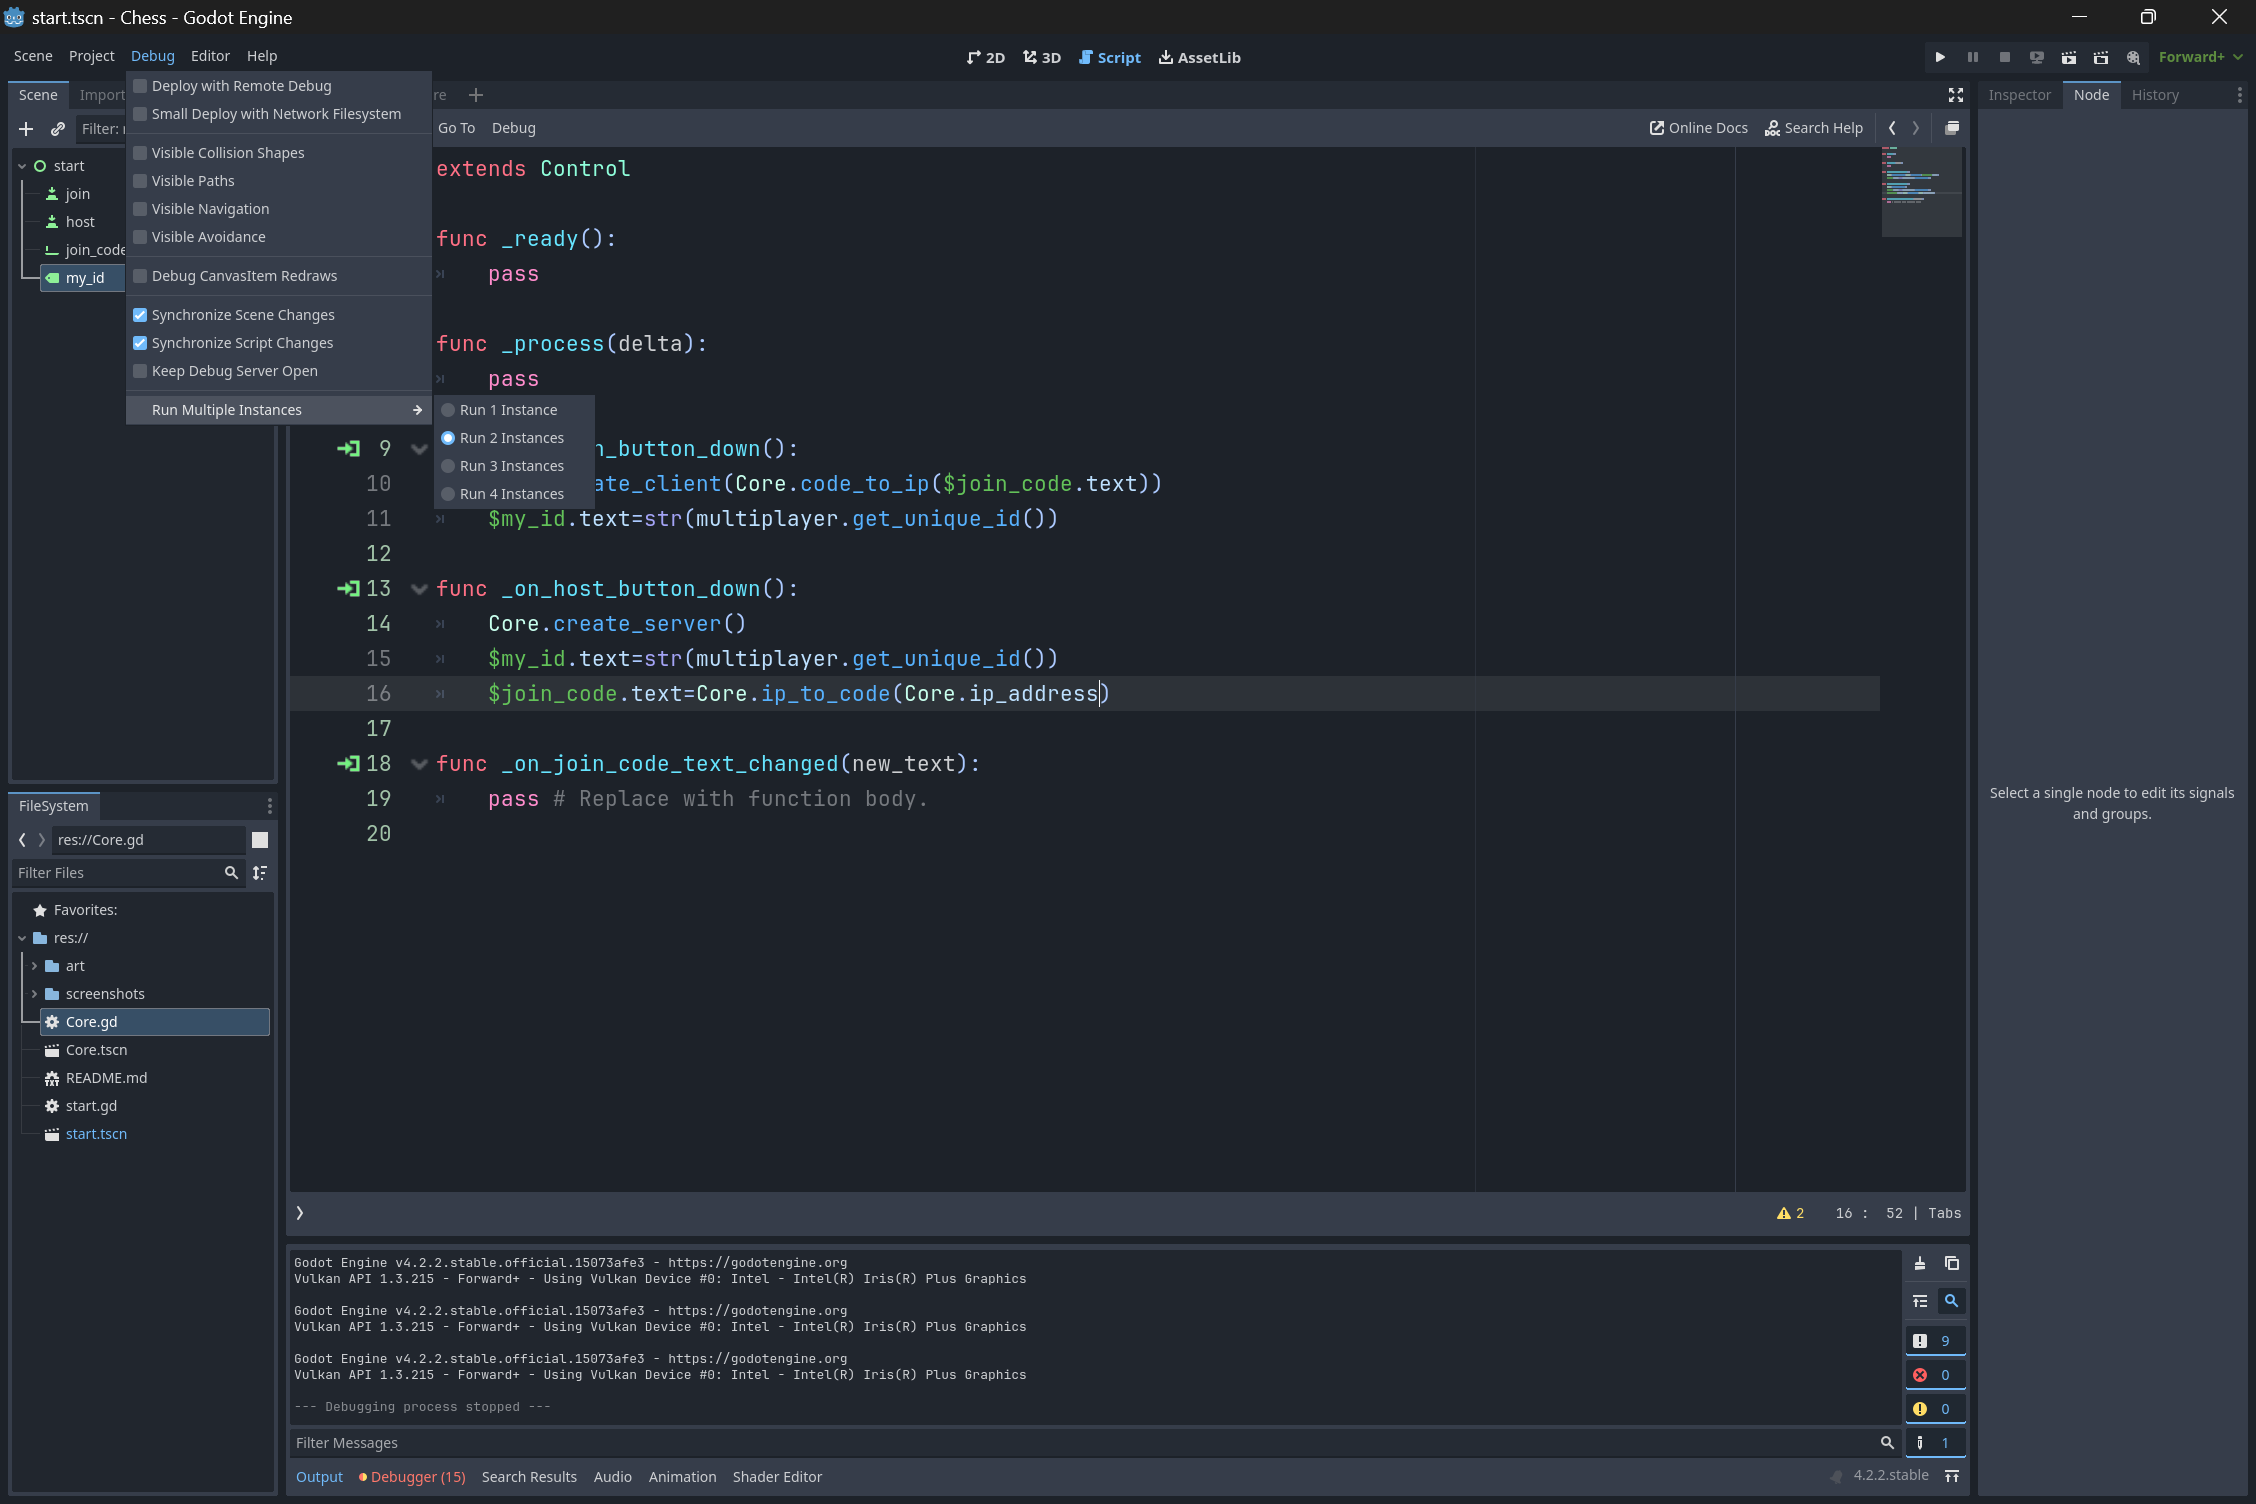 start.tscn - Chess - Godot Engine
Scene Project Debug Editor Help
2D 3D Script AssetLib
Forward+
Scene Import
Filter:
start
join
host
join_code
my_id
Deploy with Remote Debug
Small Deploy with Network Filesystem
Visible Collision Shapes
Visible Paths
Visible Navigation
Visible Avoidance
Debug CanvasItem Redraws
Synchronize Scene Changes
Synchronize Script Changes
Keep Debug Server Open
Run Multiple Instances
Run 1 Instance
Run 2 Instances
Run 3 Instances
Run 4 Instances
re
Go To Debug
Online Docs Search Help
extends Control
func _ready():
pass
func _process(delta):
pass
9 n_button_down():
10 ate_client(Core.code_to_ip($join_code.text))
11 $my_id.text=str(multiplayer.get_unique_id())
12
13 func _on_host_button_down():
14 Core.create_server()
15 $my_id.text=str(multiplayer.get_unique_id())
16 $join_code.text=Core.ip_to_code(Core.ip_address)
17
18 func _on_join_code_text_changed(new_text):
19 pass # Replace with function body.
20
2 16 : 52 | Tabs
Inspector Node History
Select a single node to edit its signals
and groups.
FileSystem
res://Core.gd
Filter Files
Favorites:
res://
art
screenshots
Core.gd
Core.tscn
README.md
start.gd
start.tscn
Godot Engine v4.2.2.stable.official.15073afe3 - https://godotengine.org
Vulkan API 1.3.215 - Forward+ - Using Vulkan Device #0: Intel - Intel(R) Iris(R) Plus Graphics
Godot Engine v4.2.2.stable.official.15073afe3 - https://godotengine.org
Vulkan API 1.3.215 - Forward+ - Using Vulkan Device #0: Intel - Intel(R) Iris(R) Plus Graphics
Godot Engine v4.2.2.stable.official.15073afe3 - https://godotengine.org
Vulkan API 1.3.215 - Forward+ - Using Vulkan Device #0: Intel - Intel(R) Iris(R) Plus Graphics
--- Debugging process stopped ---
9
0
0
1
Filter Messages
Output Debugger (15) Search Results Audio Animation Shader Editor
4.2.2.stable